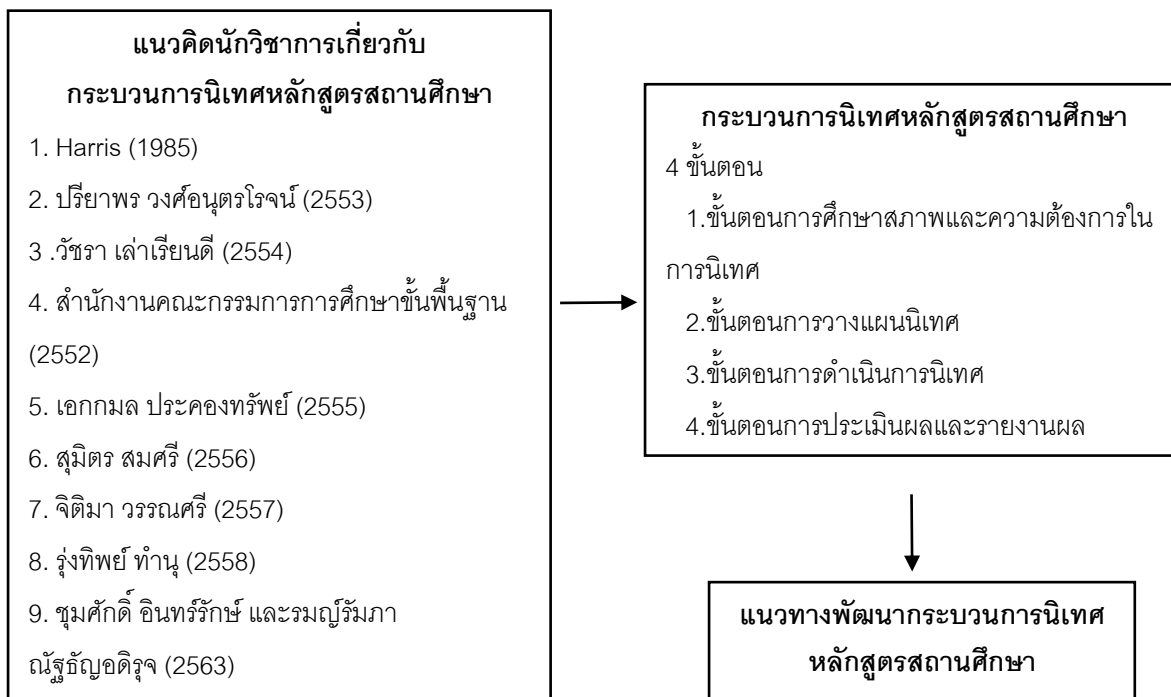 แนวคิดนักวิชาการเกี่ยวกับ
กระบวนการนิเทศหลักสูตรสถานศึกษา
1. Harris (1985)
2. ปรียาพร วงศ์อนุตรโรจน์ (2553)
3 .วัชรา เล่าเรียนดี (2554)
4. สำนักงานคณะกรรมการการศึกษาขั้นพื้นฐาน
(2552)
5. เอกกมล ประคองทรัพย์ (2555)
6. สุมิตร สมศรี (2556)
7. จิติมา วรรณศรี (2557)
8. รุ่งทิพย์ ทำนุ (2558)
9. ชุมศักดิ์ อินทร์รักษ์ และรมญ์รัมภา
ณัฐธัญอดิรุจ (2563)
กระบวนการนิเทศหลักสูตรสถานศึกษา
4 ขั้นตอน
1.ขั้นตอนการศึกษาสภาพและความต้องการใน
การนิเทศ
2.ขั้นตอนการวางแผนนิเทศ
3.ขั้นตอนการดำเนินการนิเทศ
4.ขั้นตอนการประเมินผลและรายงานผล
แนวทางพัฒนากระบวนการนิเทศ
หลักสูตรสถานศึกษา